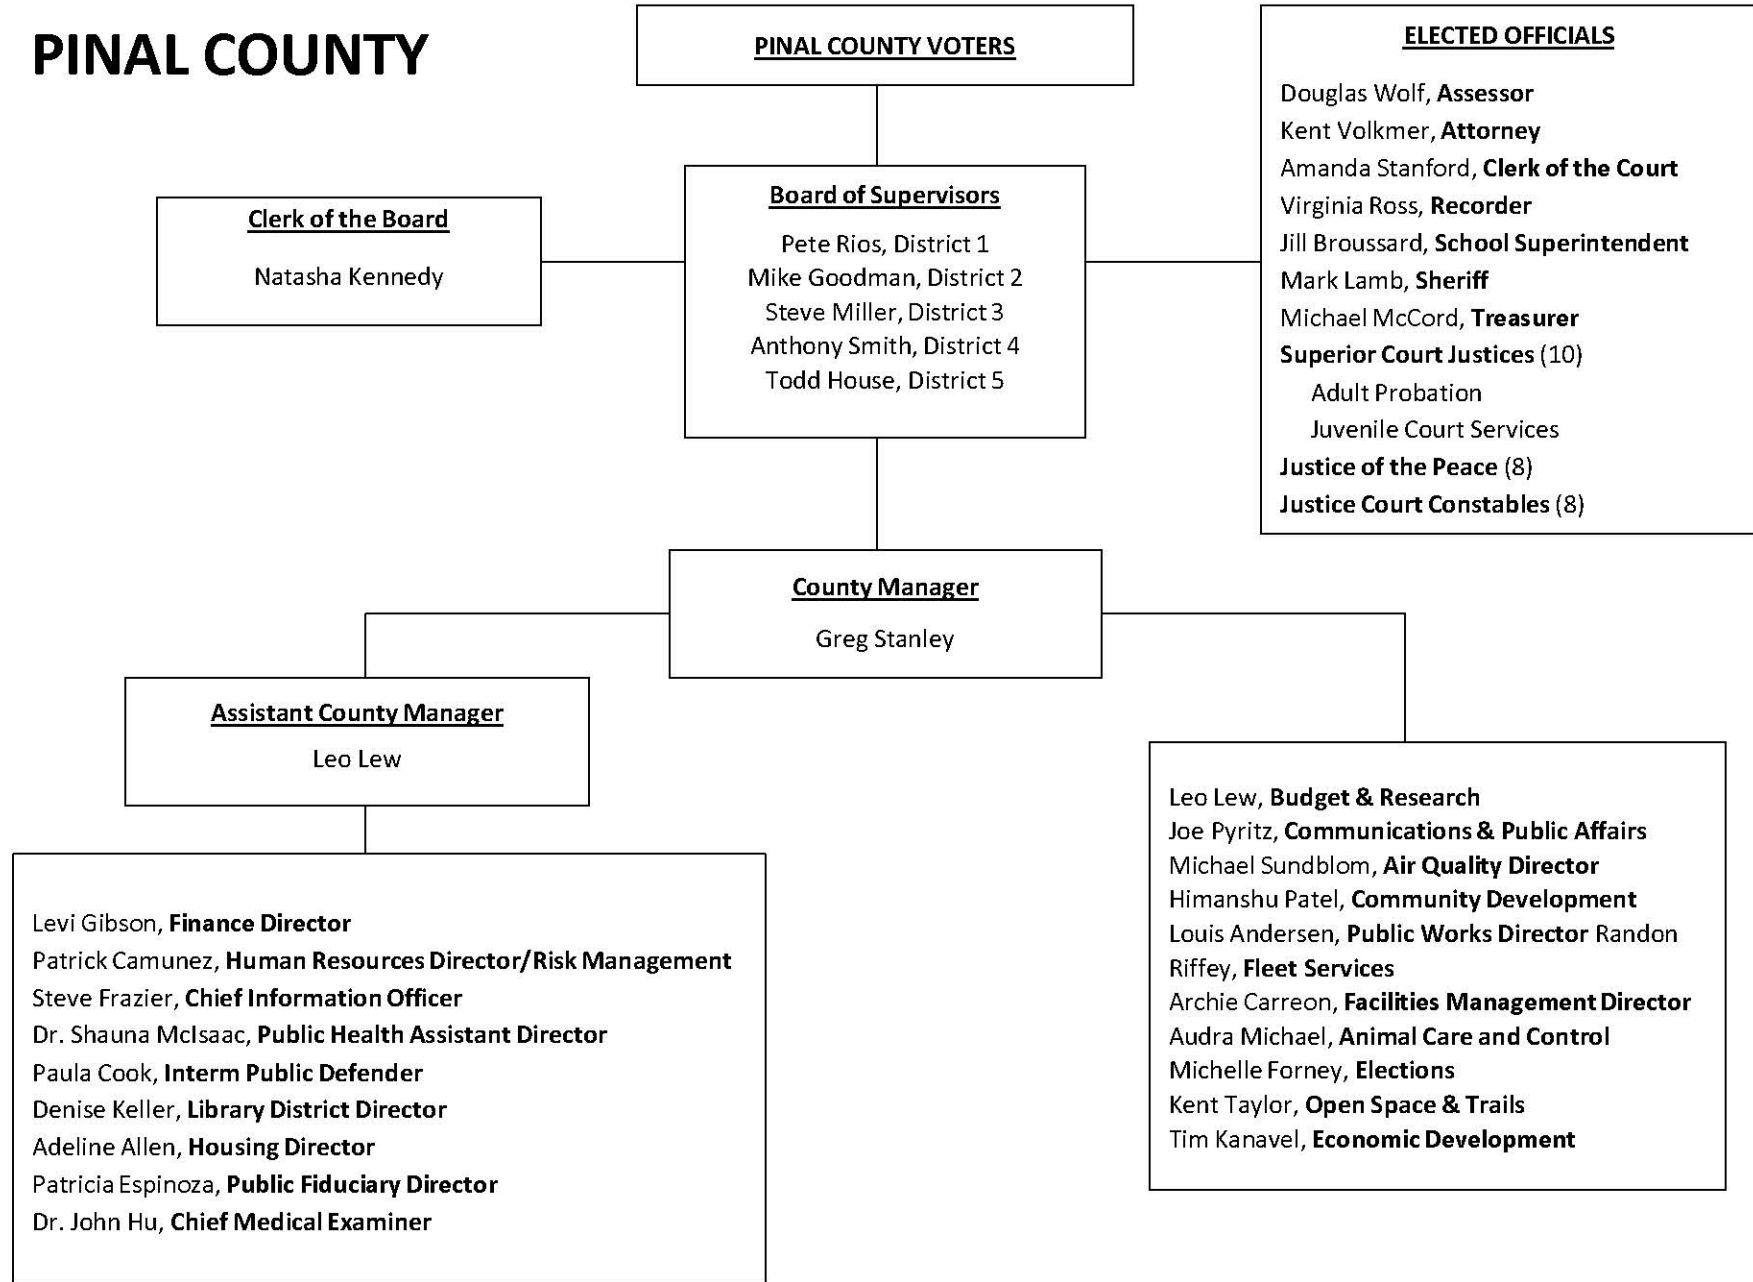 PINAL COUNTY
PINAL COUNTY VOTERS
ELECTED OFFICIALS
Douglas Wolf, Assessor
Kent Volkmer, Attorney
Amanda Stanford, Clerk of the Court
Virginia Ross, Recorder
Jill Broussard, School Superintendent
Mark Lamb, Sheriff
Michael McCord, Treasurer
Superior Court Justices (10)
Adult Probation
Juvenile Court Services
Justice of the Peace (8)
Justice Court Constables (8)
Clerk of the Board
Natasha Kennedy
Board of Supervisors
Pete Rios, District 1
Mike Goodman, District 2
Steve Miller, District 3
Anthony Smith, District 4
Todd House, District 5
County Manager
Greg Stanley
Assistant County Manager
Leo Lew
Levi Gibson, Finance Director
Patrick Camunez, Human Resources Director/Risk Management
Steve Frazier, Chief Information Officer
Dr. Shauna McIsaac, Public Health Assistant Director
Paula Cook, Interm Public Defender
Denise Keller, Library District Director
Adeline Allen, Housing Director
Patricia Espinoza, Public Fiduciary Director
Dr. John Hu, Chief Medical Examiner
Leo Lew, Budget & Research
Joe Pyritz, Communications & Public Affairs
Michael Sundblom, Air Quality Director
Himanshu Patel, Community Development
Louis Andersen, Public Works Director Randon
Riffey, Fleet Services
Archie Carreon, Facilities Management Director
Audra Michael, Animal Care and Control
Michelle Forney, Elections
Kent Taylor, Open Space & Trails
Tim Kanavel, Economic Development